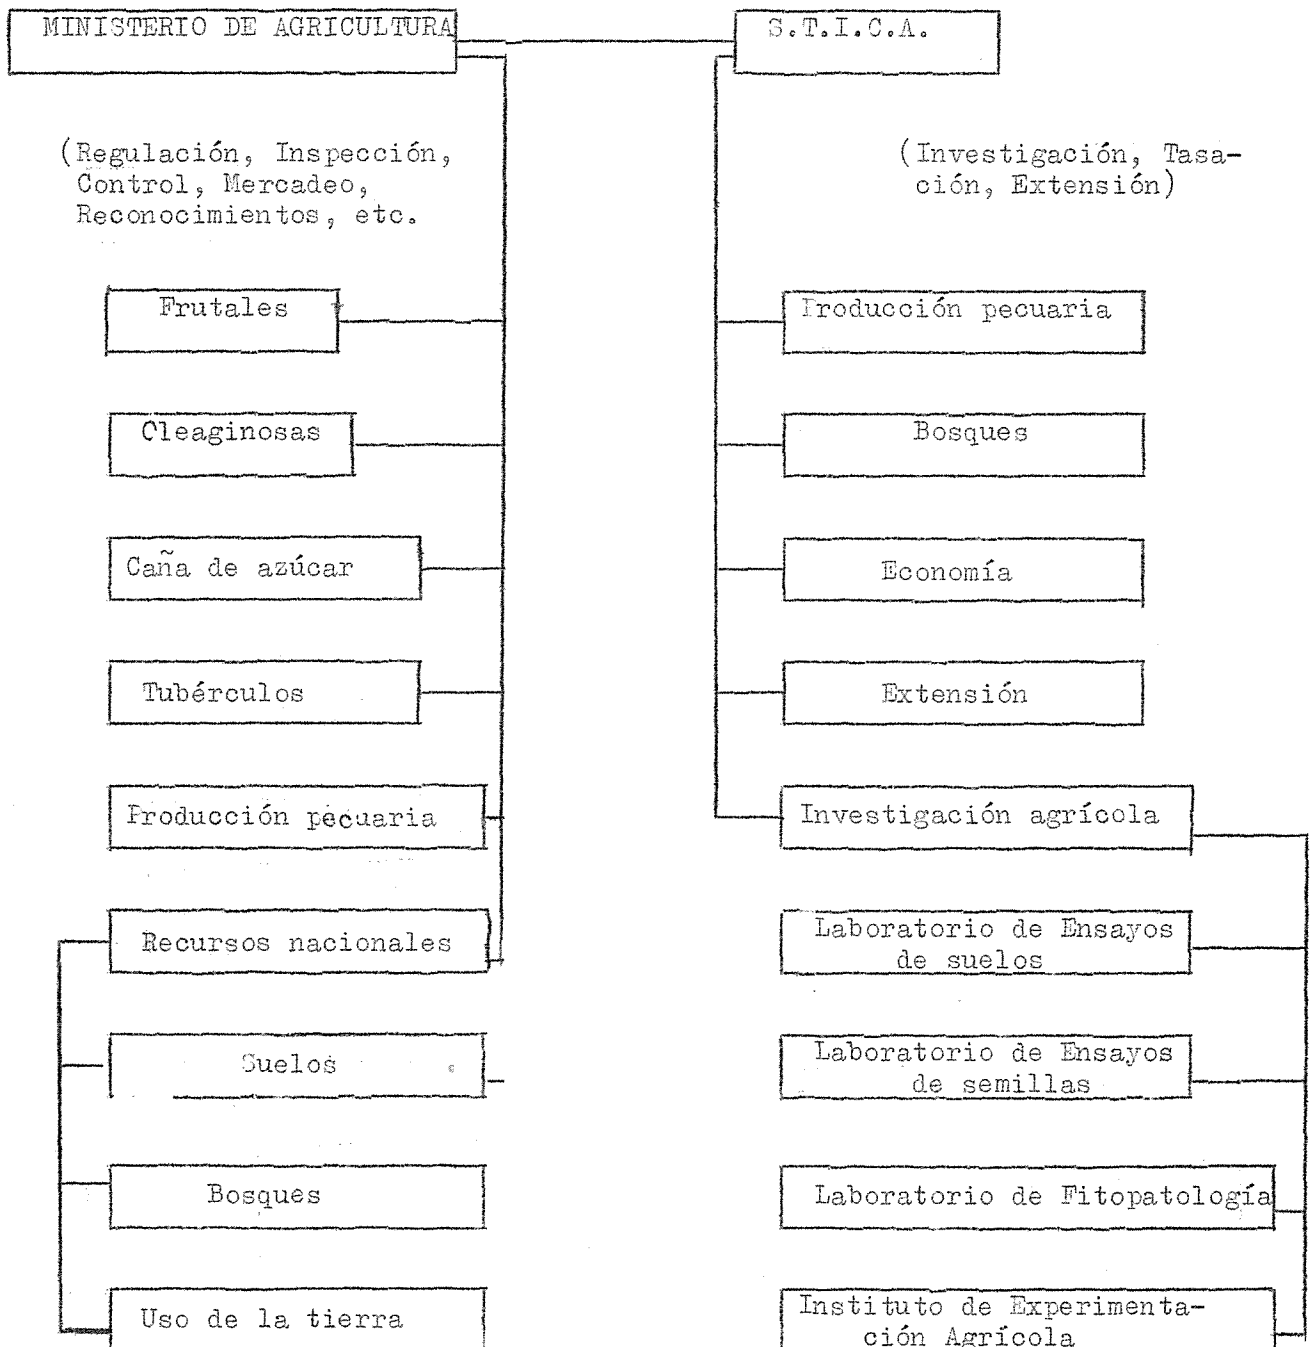 MINISTERIO DE AGRICULTURA
S.T.I.C.A.
(Regulación, Inspección,
Control, Mercadeo,
Reconocimientos, etc.
(Investigación, Tasa-
ción, Extensión)
Frutales
Cleaginosas
Caña de azúcar
Tubérculos
Producción pecuaria
Recursos nacionales
Suelos
Bosques
Uso de la tierra
Producción pecuaria
Bosques
Economía
Extensión
Investigación agrícola
Laboratorio de Ensayos
de suelos
Laboratorio de Ensayos
de semillas
Laboratorio de Fitopatología
Instituto de Experimenta-
ción Agrícola